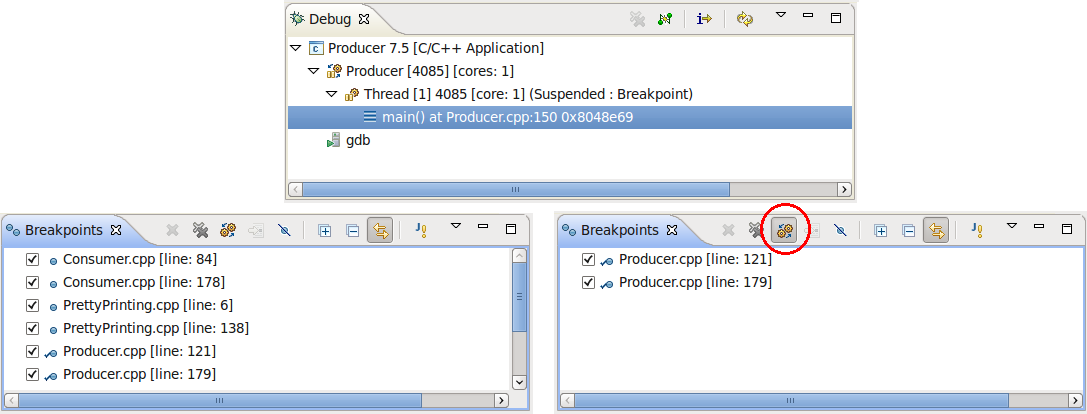 Debug
Producer 7.5 [C/C++ Application]
Producer [4085] [cores: 1]
Thread [1] 4085 [core: 1] (Suspended : Breakpoint)
main() at Producer.cpp:150 0x8048e69
gdb
Breakpoints
Consumer.cpp [line: 84]
Consumer.cpp [line: 178]
PrettyPrinting.cpp [line: 6]
PrettyPrinting.cpp [line: 138]
Producer.cpp [line: 121]
Producer.cpp [line: 179]
Breakpoints
Producer.cpp [line: 121]
Producer.cpp [line: 179]